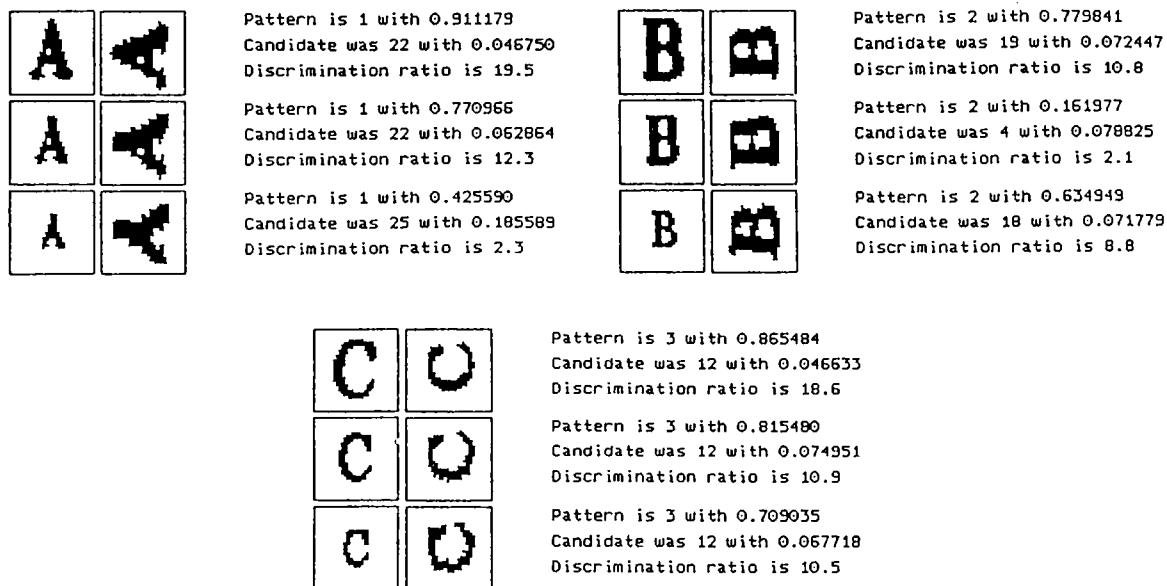 A
Pattern is 1 with 0.911179
Candidate was 22 with 0.046750
Discrimination ratio is 19.5
A
Pattern is 1 with 0.770966
Candidate was 22 with 0.062864
Discrimination ratio is 12.3
A
Pattern is 1 with 0.425590
Candidate was 25 with 0.185589
Discrimination ratio is 2.3
B B
Pattern is 2 with 0.779841
Candidate was 19 with 0.072447
Discrimination ratio is 10.8
B B
Pattern is 2 with 0.161977
Candidate was 4 with 0.078825
Discrimination ratio is 2.1
B B
Pattern is 2 with 0.634949
Candidate was 18 with 0.071779
Discrimination ratio is 8.8
C C
Pattern is 3 with 0.865484
Candidate was 12 with 0.046633
Discrimination ratio is 18.6
C C
Pattern is 3 with 0.815480
Candidate was 12 with 0.074951
Discrimination ratio is 10.9
C C
Pattern is 3 with 0.709035
Candidate was 12 with 0.067718
Discrimination ratio is 10.5